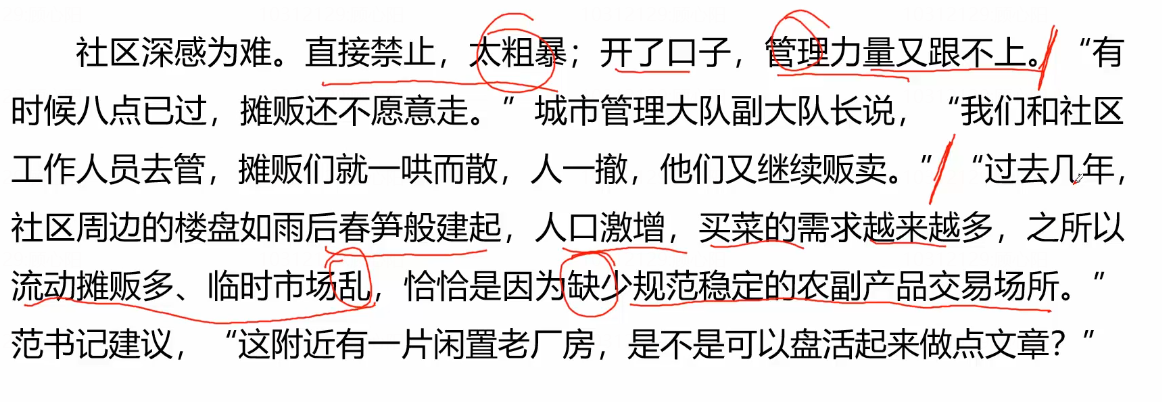 社区深感为难。直接禁止，太粗暴；开了口子，管理力量又跟不上。“有
时候八点已过，摊贩还不愿意走。”城市管理大队副大队长说，“我们和社区
工作人员去管，摊贩们就一哄而散，人一撤，他们又继续贩卖。”“过去几年，
社区周边的楼盘如雨后春笋般建起，人口激增，买菜的需求越来越多，之所以
流动摊贩多、临时市场乱，恰恰是因为缺少规范稳定的农副产品交易场所。”
范书记建议，“这附近有一片闲置老厂房，是不是可以盘活起来做点文章？”